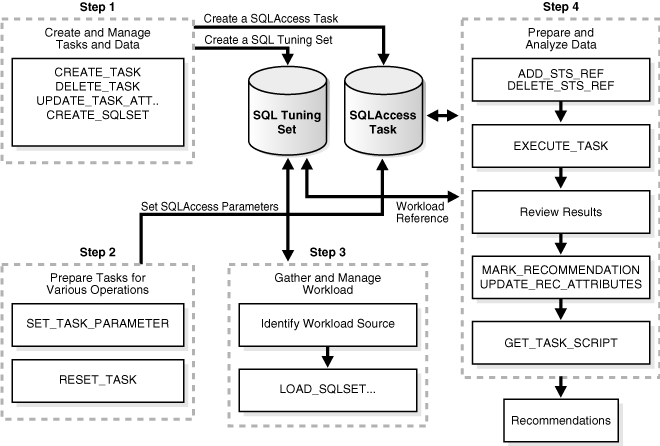 Step 1
Create and Manage
Tasks and Data
CREATE_TASK
DELETE_TASK
UPDATE_TASK_ATT..
CREATE_SQLSET
Create a SQLAccess Task
Create a SQL Tuning Set
SQL Tuning
Set
SQLAccess
Task
Set SQLAccess Parameters
Workload
Reference
Step 2
Prepare Tasks for
Various Operations
SET_TASK_PARAMETER
RESET_TASK
Step 3
Gather and Manage
Workload
Identify Workload Source
LOAD_SQLSET...
Step 4
Prepare and
Analyze Data
ADD_STS_REF
DELETE_STS_REF
EXECUTE_TASK
Review Results
MARK_RECOMMENDATION
UPDATE_REC_ATTRIBUTES
GET_TASK_SCRIPT
Recommendations